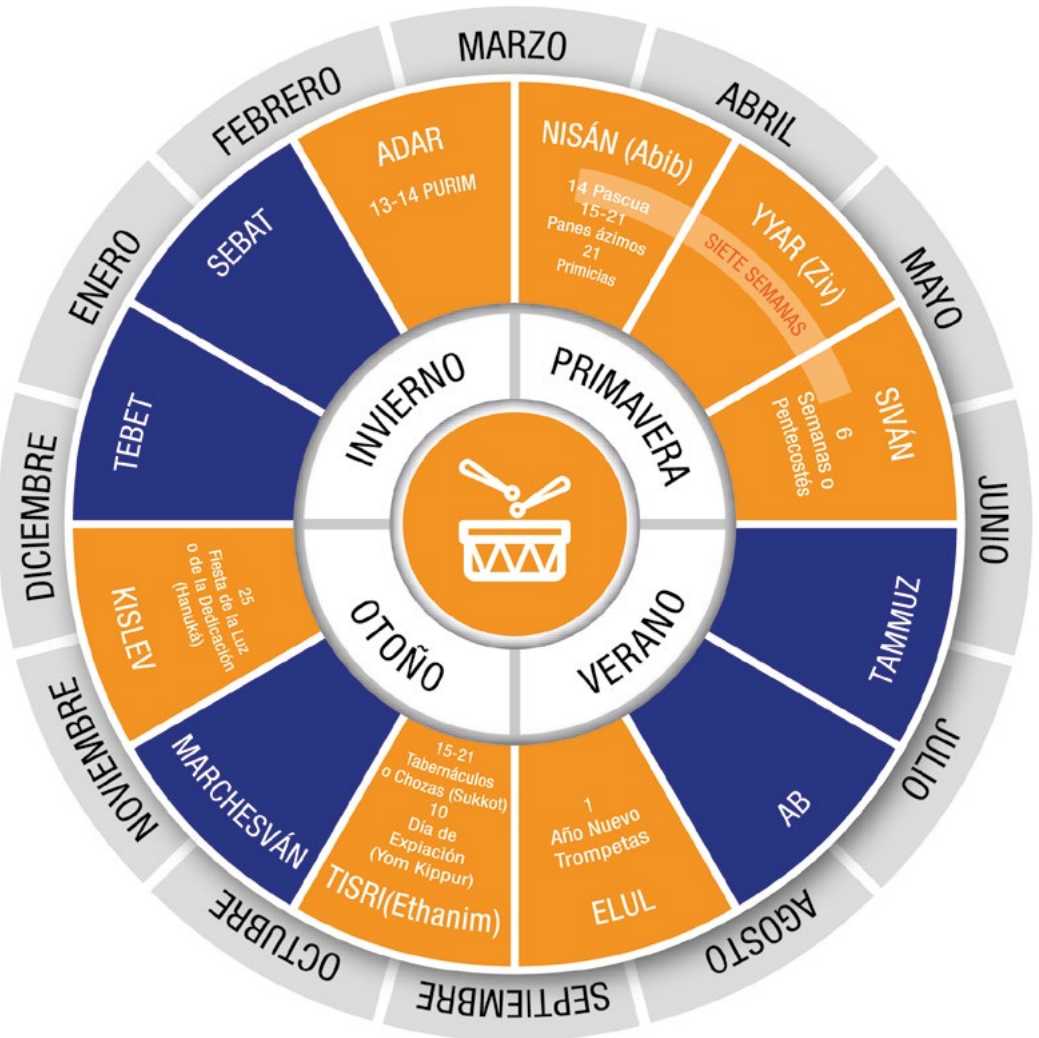 MARZO
ABRIL
MAYO
JUNIO
JULIO
AGOSTO
SEPTIEMBRE
OCTUBRE
NOVIEMBRE
DICIEMBRE
ENERO
FEBRERO
NISÁN (Abib)
14 Pascua
15-21
Panes ázimos
21
Primicias
YYAR (Ziv)
SIETE SEMANAS
SIVÁN
6
Semanas o
Pentecostés
TAMMUZ
AB
1
Año Nuevo
Trompetas
ELUL
15-21
Tabernáculos
o Chozas (Sukkot)
10
Día de
Expiación
(Yom Kippur)
TISRI(Ethanim)
MARCHESVÁN
25
Fiesta de la Luz
o de la Dedicación
(Hanuká)
KISLEV
TEBET
SEBAT
ADAR
13-14 PURIM
INVIERNO
PRIMAVERA
VERANO
OTOÑO